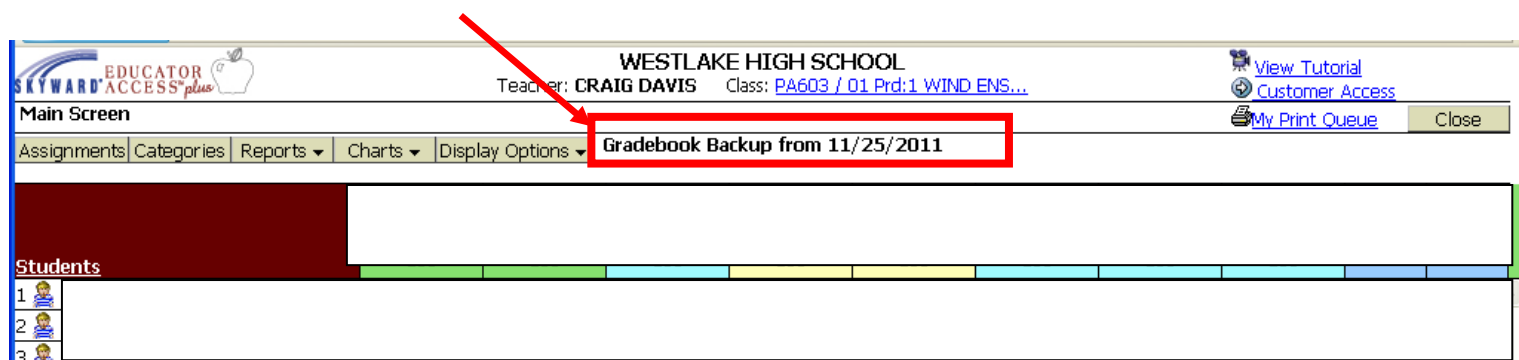 SKYWARD® EDUCATOR ACCESS™ plus
WESTLAKE HIGH SCHOOL
Teacher: CRAIG DAVIS Class: PA603 / 01 Prd:1 WIND ENS...
View Tutorial
Customer Access
Main Screen
My Print Queue
Close
Assignments Categories Reports Charts Display Options
Gradebook Backup from 11/25/2011
Students
1
2
3